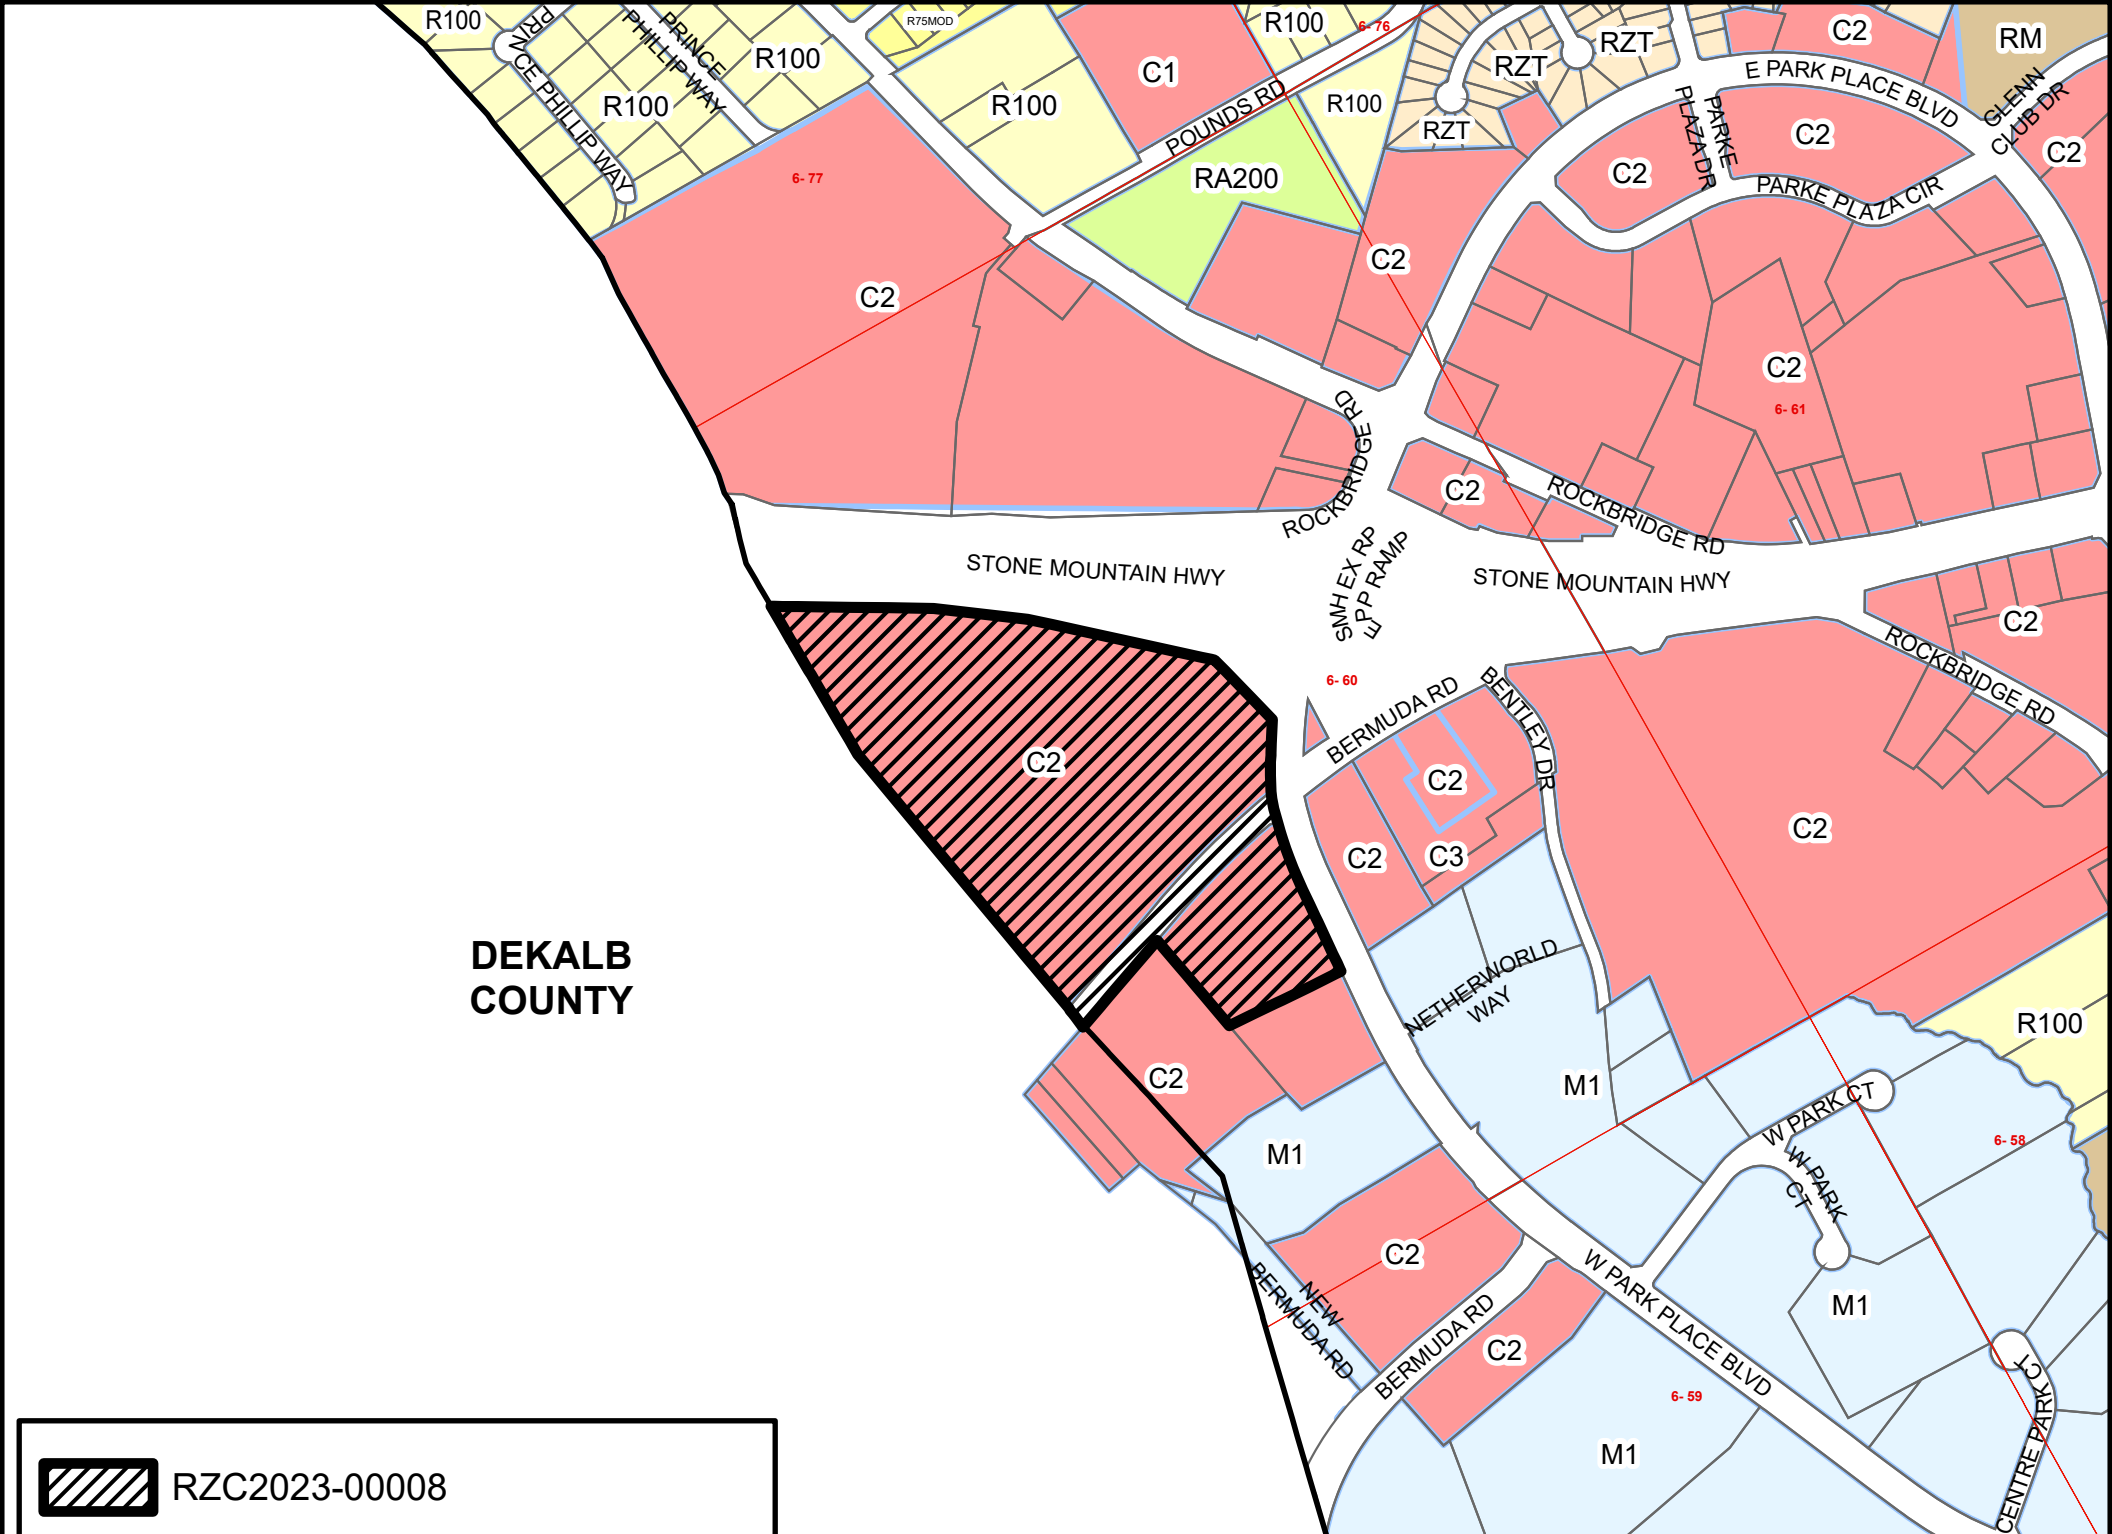 R100
PRINCE PHILLIP WAY
PRINCE
PHILLIP WAY
R100
R100
R75MOD
R100
C1
R100
6- 76
R100
RZT
RZT
RZT
C2
RM
E PARK PLACE BLVD
GLENN
CLUB DR
POUNDS RD
PARKE
PLAZA DR
C2
C2
C2
6- 77
RA200
PARKE PLAZA CIR
C2
C2
C2
6- 61
ROCKBRIDGE RD
C2
ROCKBRIDGE RD
STONE MOUNTAIN HWY
SMH EX RP
E P P RAMP
STONE MOUNTAIN HWY
C2
ROCKBRIDGE RD
6- 60
BERMUDA RD
BENTLEY DR
C2
C2
C2
C3
C2
DEKALB
COUNTY
NETHERWORLD
WAY
R100
C2
M1
W PARK CT
6- 58
M1
W PARK
CT
C2
NEW
BERMUDA RD
BERMUDA RD
C2
W PARK PLACE BLVD
M1
6- 59
CENTRE PARK CT
M1
RZC2023-00008